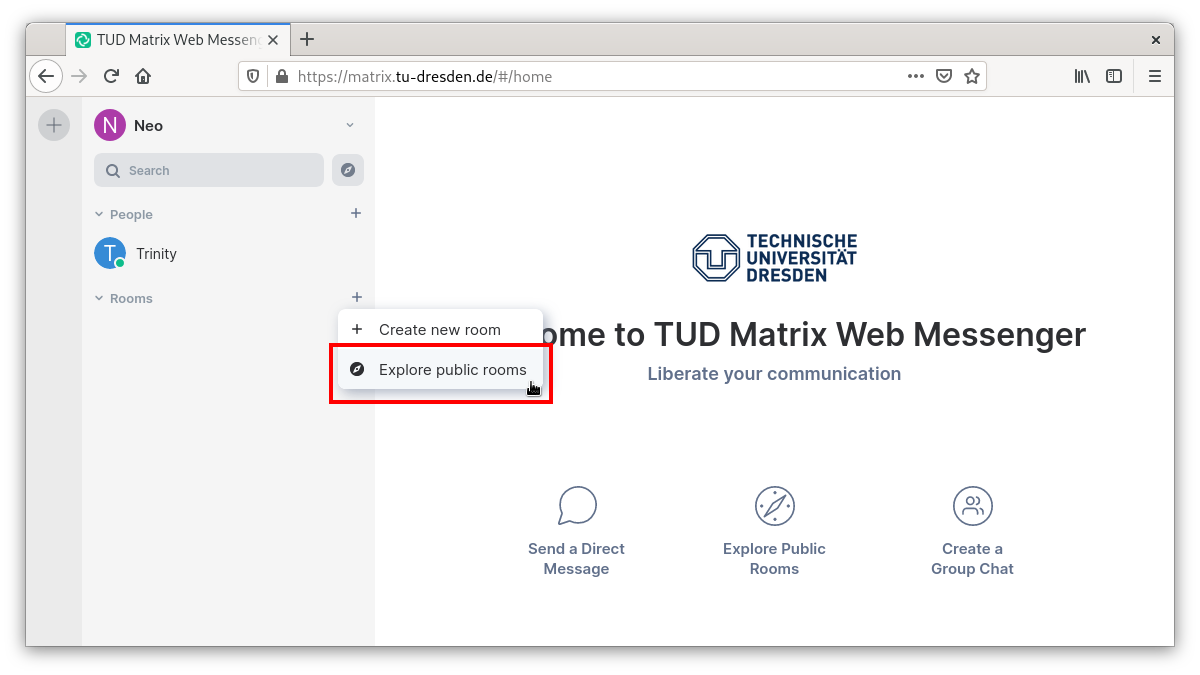 TUD Matrix Web Messeng
https://matrix.tu-dresden.de/#/home
N Neo
Search
People
T Trinity
Rooms
Create new room
Explore public rooms
TECHNISCHE
UNIVERSITÄT
DRESDEN
ome to TUD Matrix Web Messenger
Liberate your communication
Send a Direct
Message
Explore Public
Rooms
Create a
Group Chat